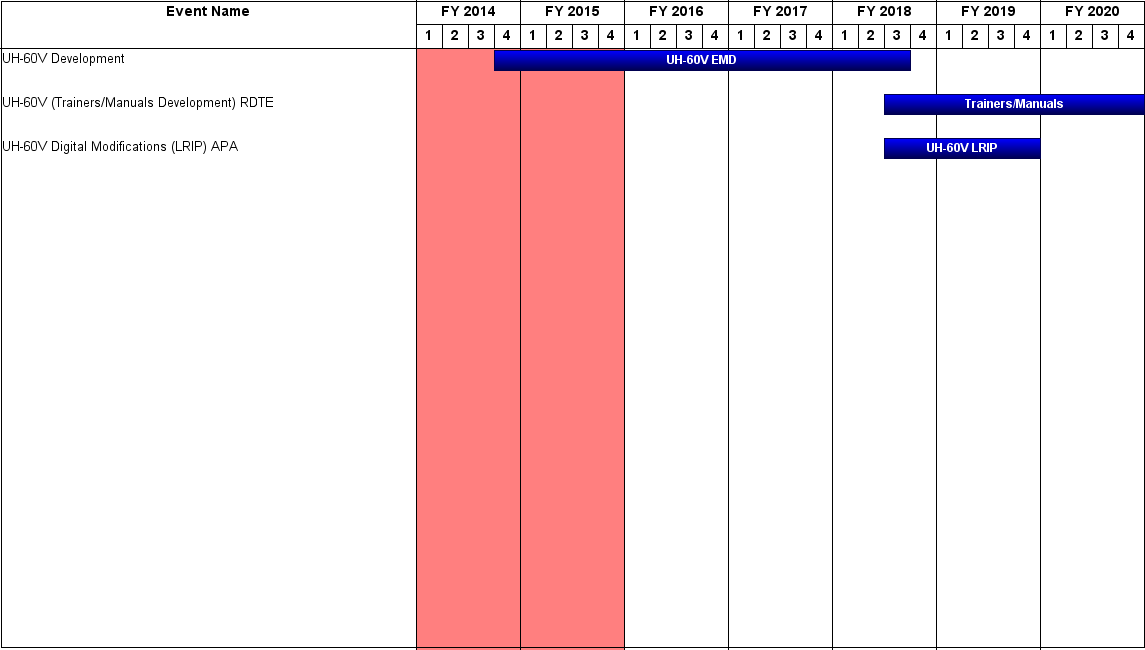 Event Name FY 2014 FY 2015 FY 2016 FY 2017 FY 2018 FY 2019 FY 2020
1 2 3 4 1 2 3 4 1 2 3 4 1 2 3 4 1 2 3 4 1 2 3 4 1 2 3 4
UH-60V Development UH-60V EMD
UH-60V (Trainers/Manuals Development) RDTE Trainers/Manuals
UH-60V Digital Modifications (LRIP) APA UH-60V LRIP